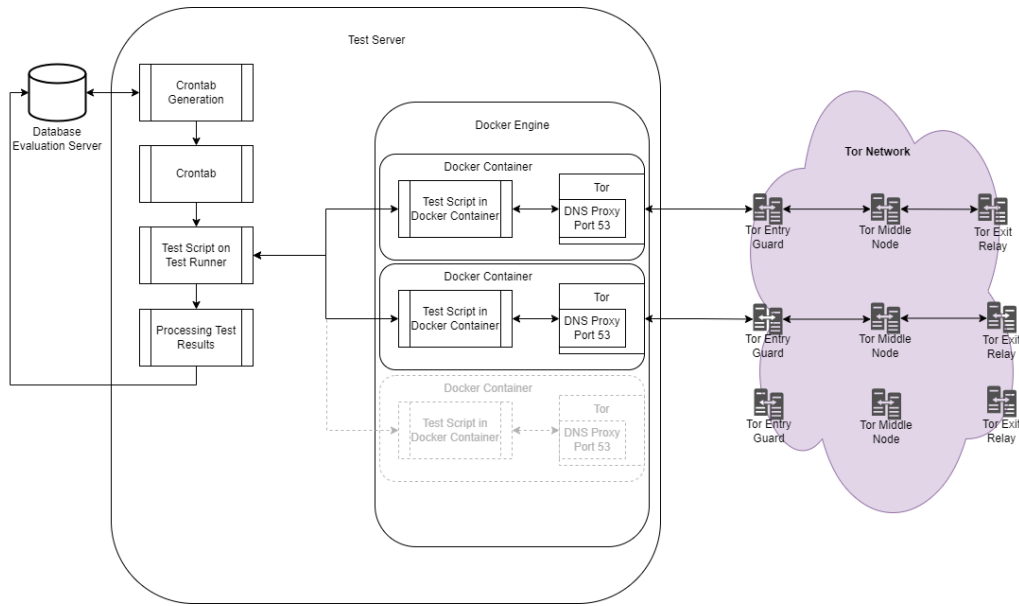 Test Server
Database
Evaluation Server
Crontab
Generation
Crontab
Test Script on
Test Runner
Processing Test
Results
Docker Engine
Docker Container
Test Script in
Docker Container
Tor
DNS Proxy
Port 53
Docker Container
Test Script in
Docker Container
Tor
DNS Proxy
Port 53
Docker Container
Test Script in
Docker Container
Tor
DNS Proxy
Port 53
Tor Network
Tor Entry
Guard
Tor Middle
Node
Tor Exit
Relay
Tor Entry
Guard
Tor Middle
Node
Tor Exit
Relay
Tor Entry
Guard
Tor Middle
Node
Tor Exit
Relay